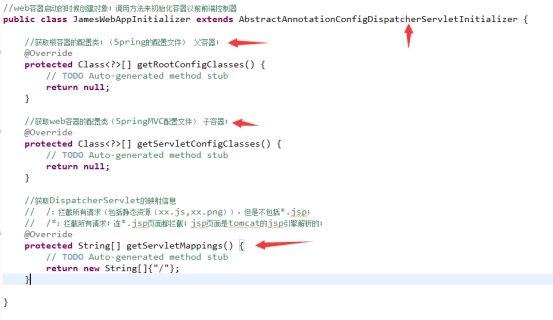 //web容器启动的时候创建对象；调用方法来初始化容器以前前端控制器
public class JamesWebAppInitializer extends AbstractAnnotationConfigDispatcherServletInitializer {
//获取根容器的配置类；（Spring的配置文件） 父容器；
@Override
protected Class<?>[] getRootConfigClasses() {
// TODO Auto-generated method stub
return null;
}
//获取web容器的配置类（SpringMVC配置文件） 子容器；
@Override
protected Class<?>[] getServletConfigClasses() {
// TODO Auto-generated method stub
return null;
}
//获取DispatcherServlet的映射信息
// /：拦截所有请求（包括静态资源（xx.js,xx.png）），但是不包括*.jsp；
// /*：拦截所有请求；连*.jsp页面都拦截；jsp页面是tomcat的jsp引擎解析的；
@Override
protected String[] getServletMappings() {
// TODO Auto-generated method stub
return new String[]{"/"};
}
}